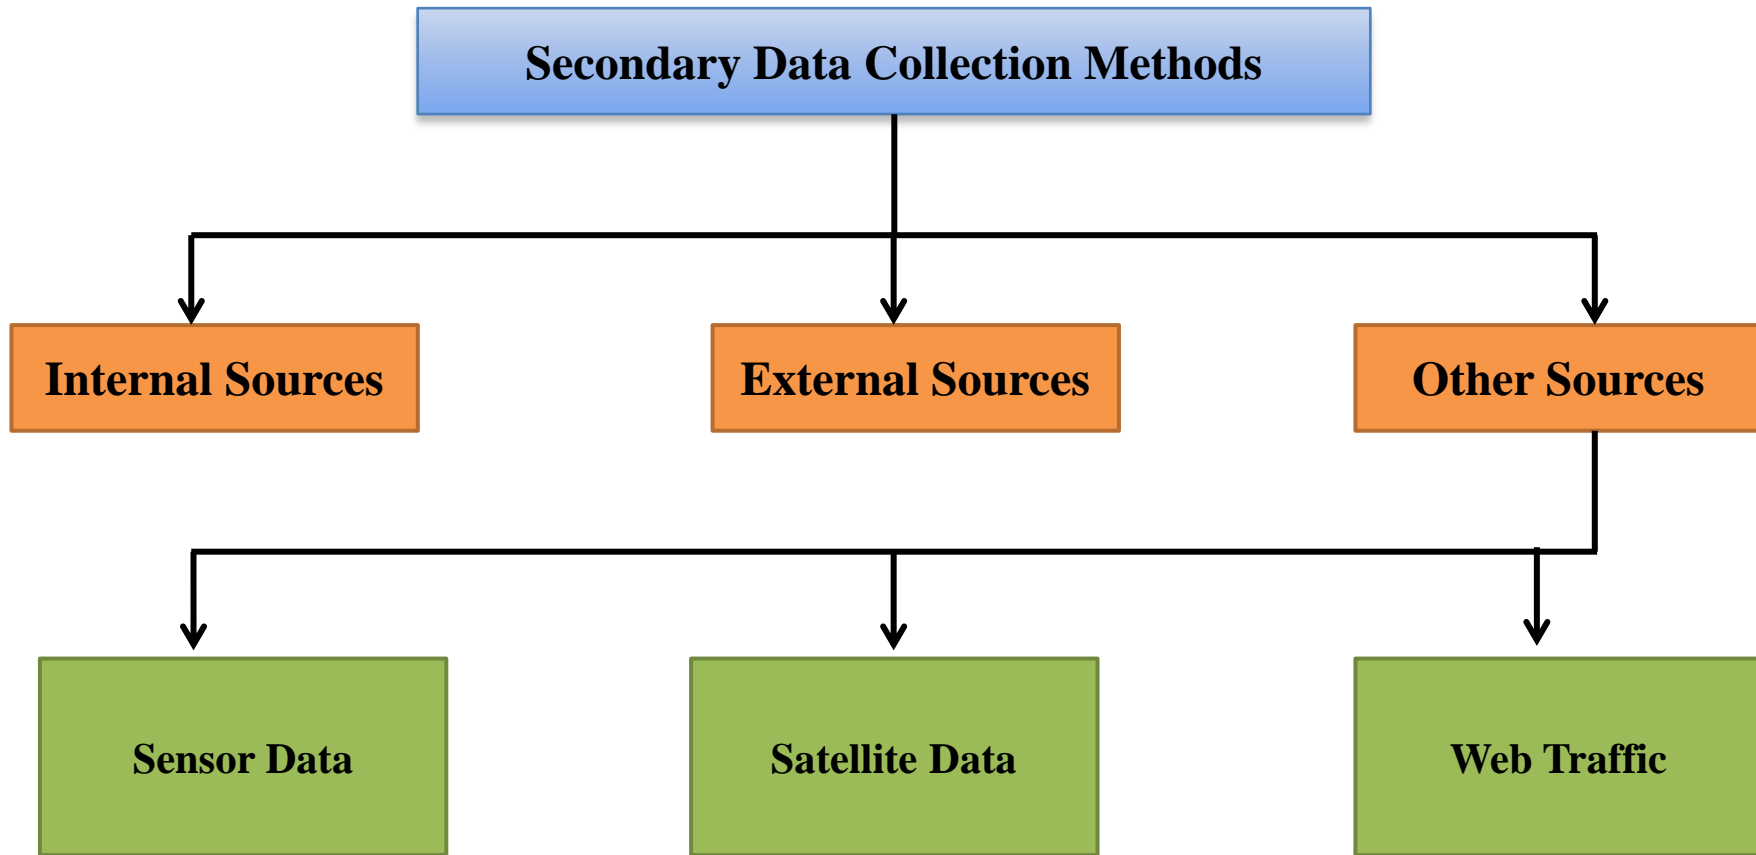 Secondary Data Collection Methods
Internal Sources
External Sources
Other Sources
Sensor Data
Satellite Data
Web Traffic